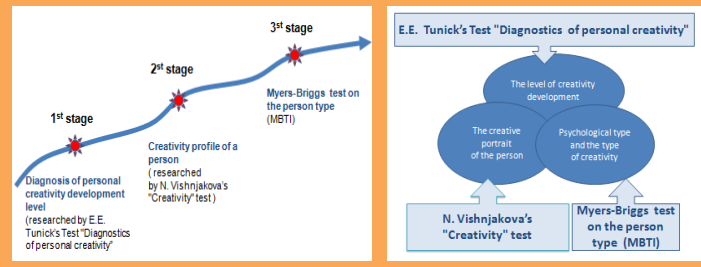 3st stage
2st stage
1st stage
Myers-Briggs test on
the person type
(MBTI)
Creativity profile of a
person
( researched
by N. Vishnjakova's
"Creativity" test )
Diagnosis of personal
creativity development
level
(researched by E.E.
Tunick's Test "Diagnostics
of personal creativity"
E.E. Tunick's Test "Diagnostics of personal creativity"
The level of creativity
development
The creative
portrait
of the person
Psychological type
and the type
of creativity
N. Vishnjakova's
"Creativity" test
Myers-Briggs test
on the person
type (MBTI)